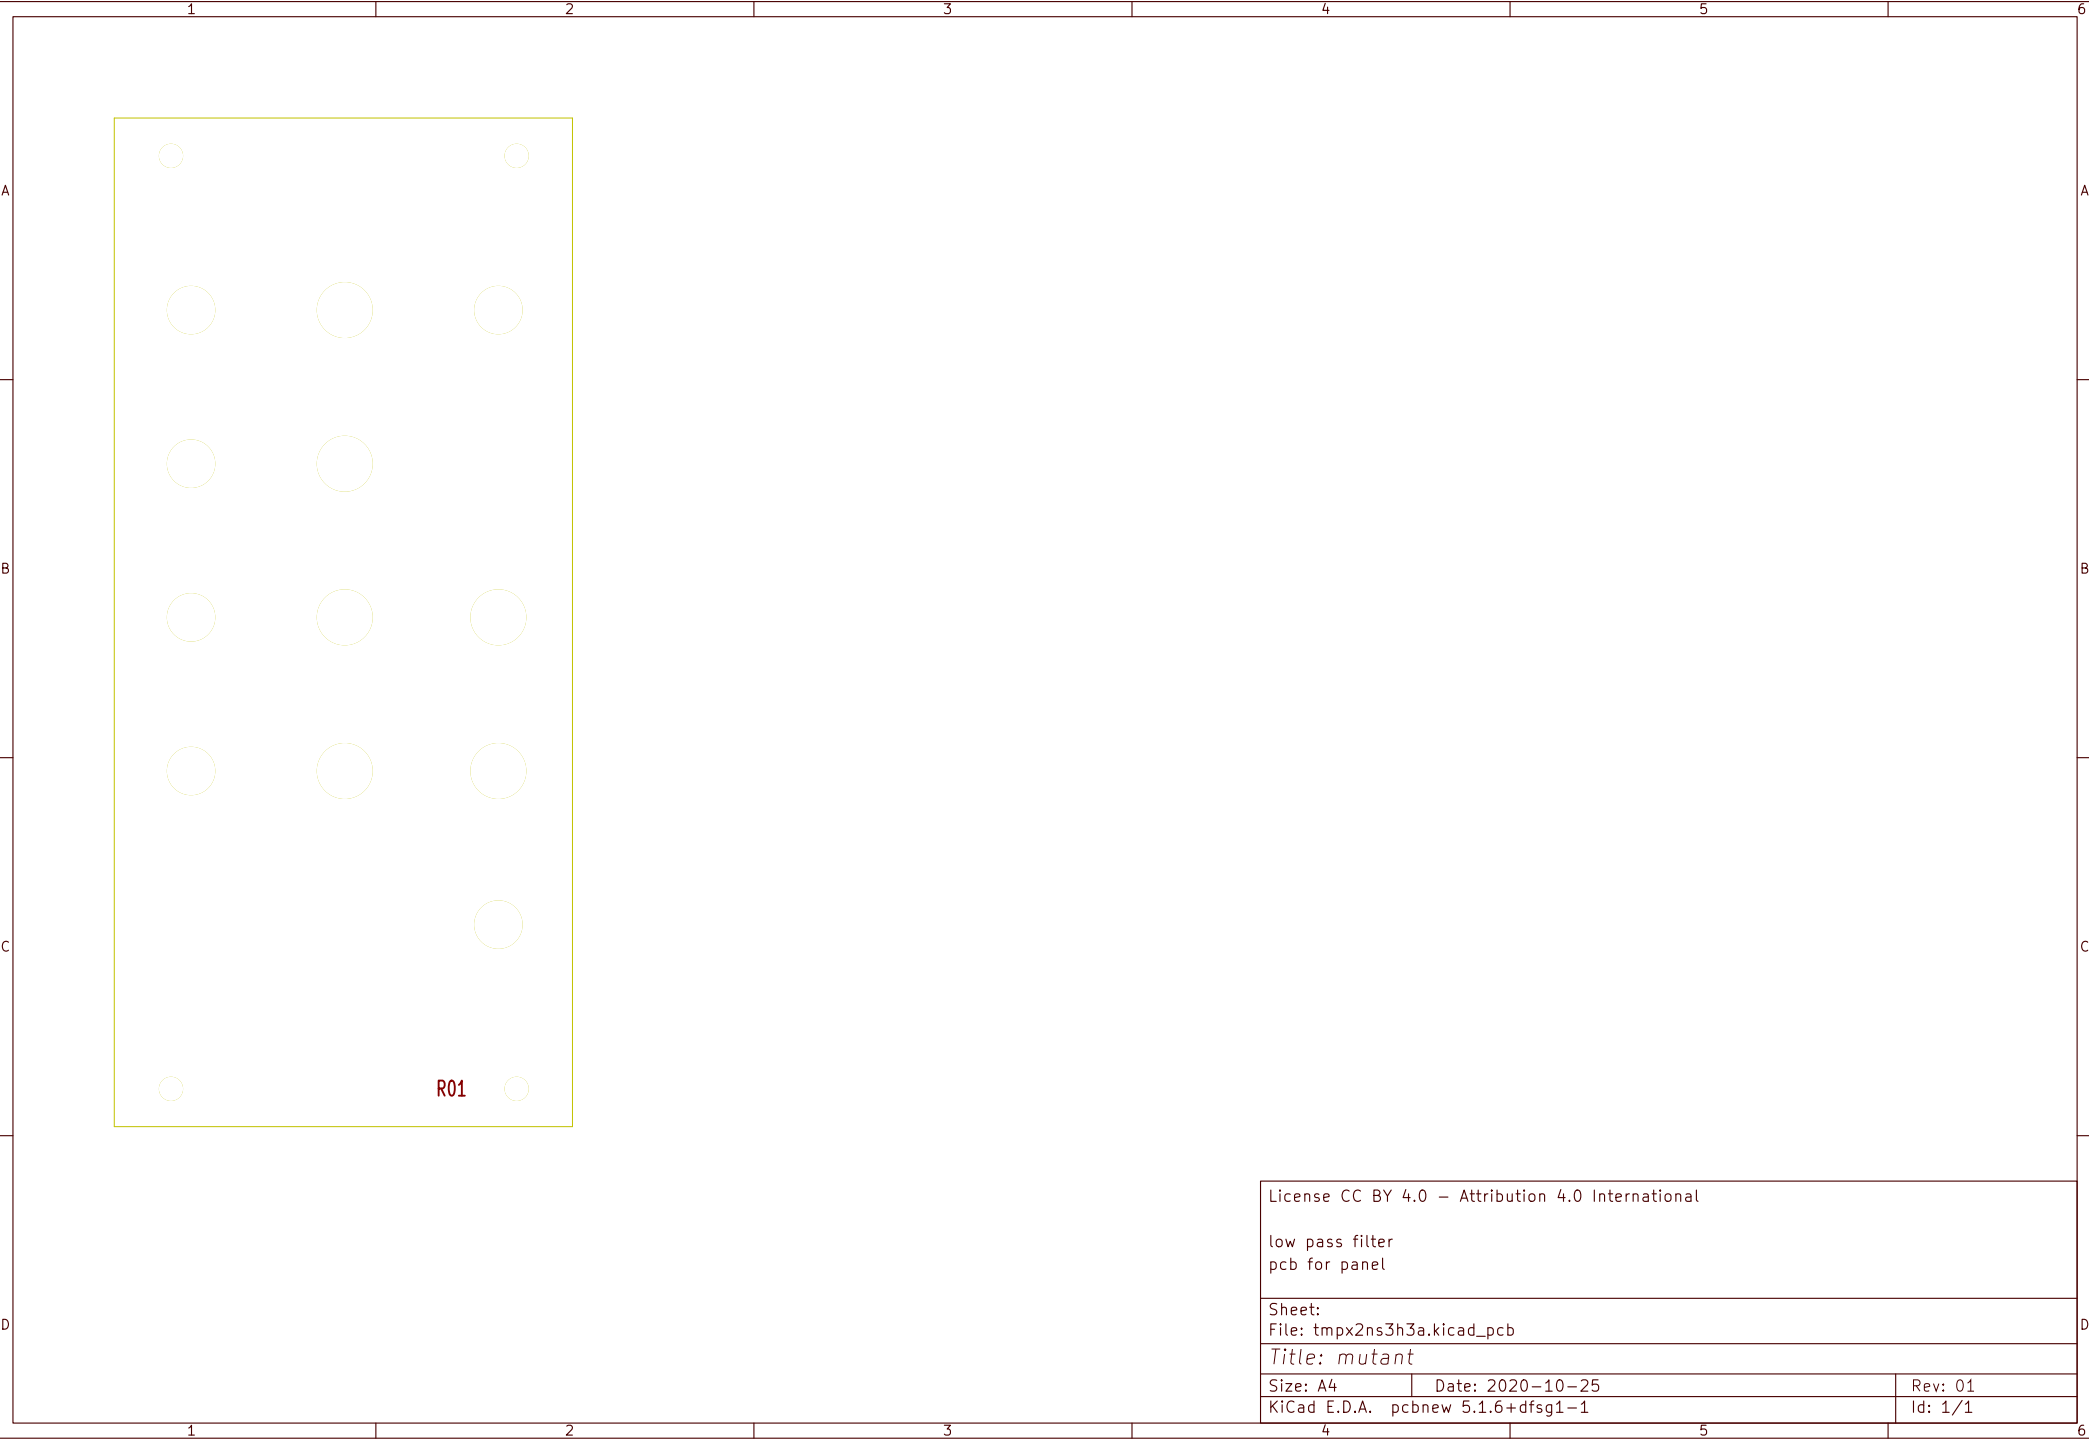 1 2 3 4 5 6
A A
B B
C C
R01
License CC BY 4.0 - Attribution 4.0 International
low pass filter
pcb for panel
Sheet:
D D
File: tmpx2ns3h3a.kicad_pcb
Title: mutant
Size: A4 Date: 2020-10-25 Rev: 01
KiCad E.D.A. pcbnew 5.1.6+dfsg1-1 Id: 1/1
1 2 3 4 5 6